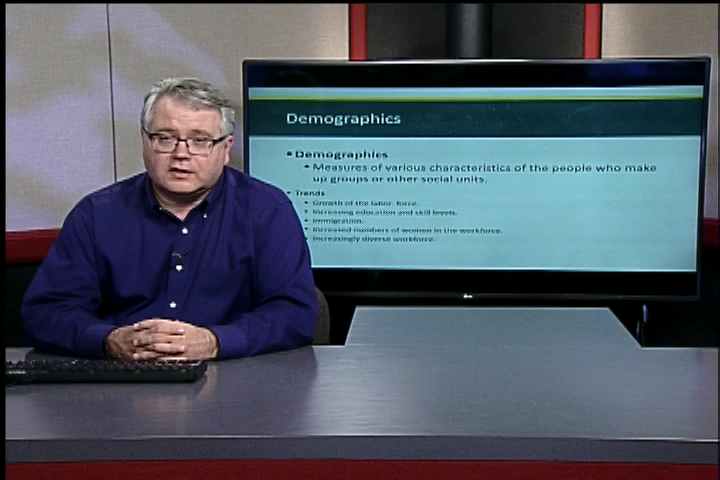 Demographics
▪Demographics
▪ Measures of various characteristics of the people who make
up groups or other social units.
▪ Trends
▪ Growth of the labor force.
▪ Increasing education and skill levels.
▪ Immigration.
▪ Increased numbers of women in the workforce.
▪ Increasingly diverse workforce.